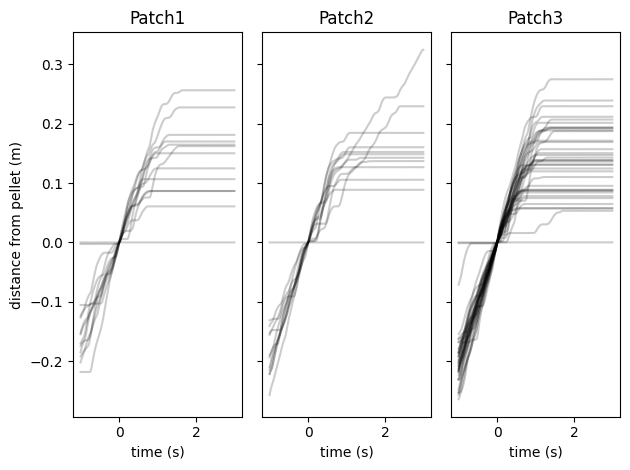 Patch1 Patch2 Patch3
distance from pellet (m)
0.3
0.2
0.1
0.0
−0.1
−0.2
0 2 0 2 0 2
time (s) time (s) time (s)